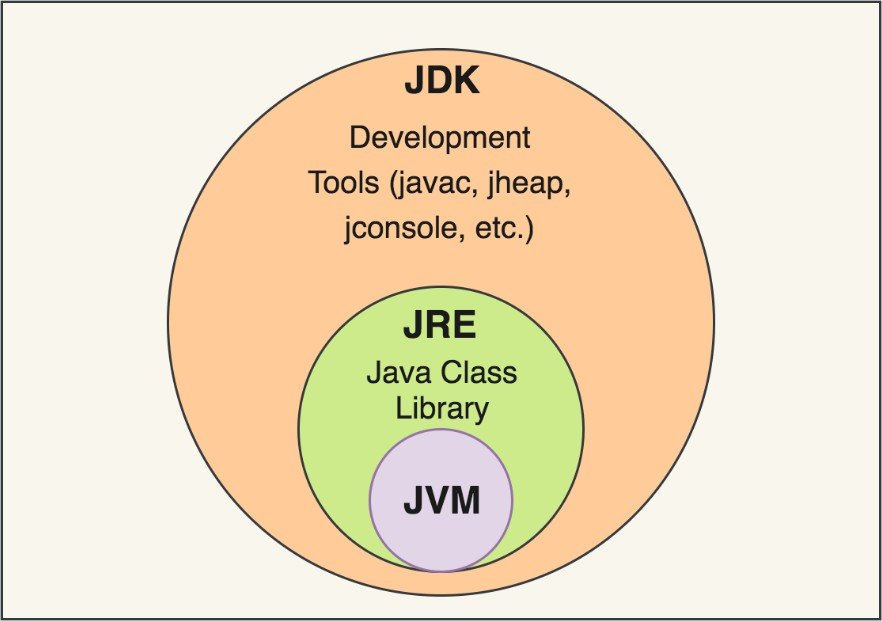 JDK
Development
Tools (javac, jheap,
jconsole, etc.)
JRE
Java Class
Library
JVM